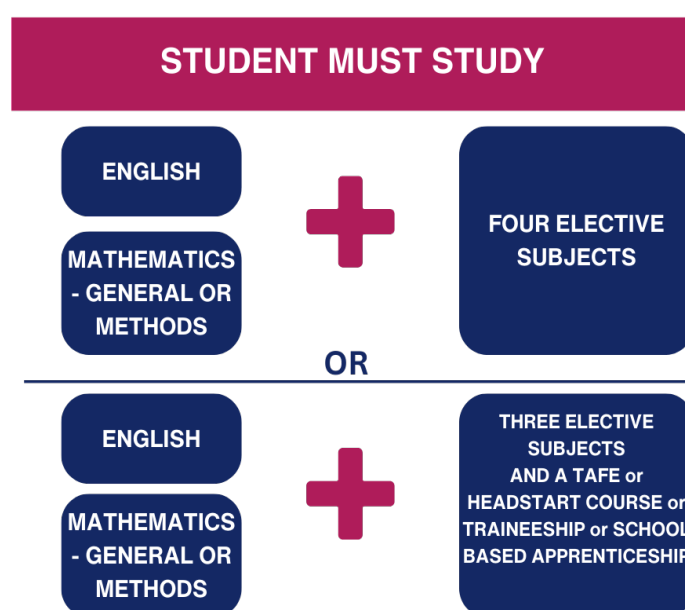 STUDENT MUST STUDY
ENGLISH
MATHEMATICS
- GENERAL OR
METHODS
FOUR ELECTIVE
SUBJECTS
OR
ENGLISH
MATHEMATICS
- GENERAL OR
METHODS
THREE ELECTIVE
SUBJECTS
AND A TAFE or
HEADSTART COURSE or
TRAINEESHIP or SCHOOL
BASED APPRENTICESHIP